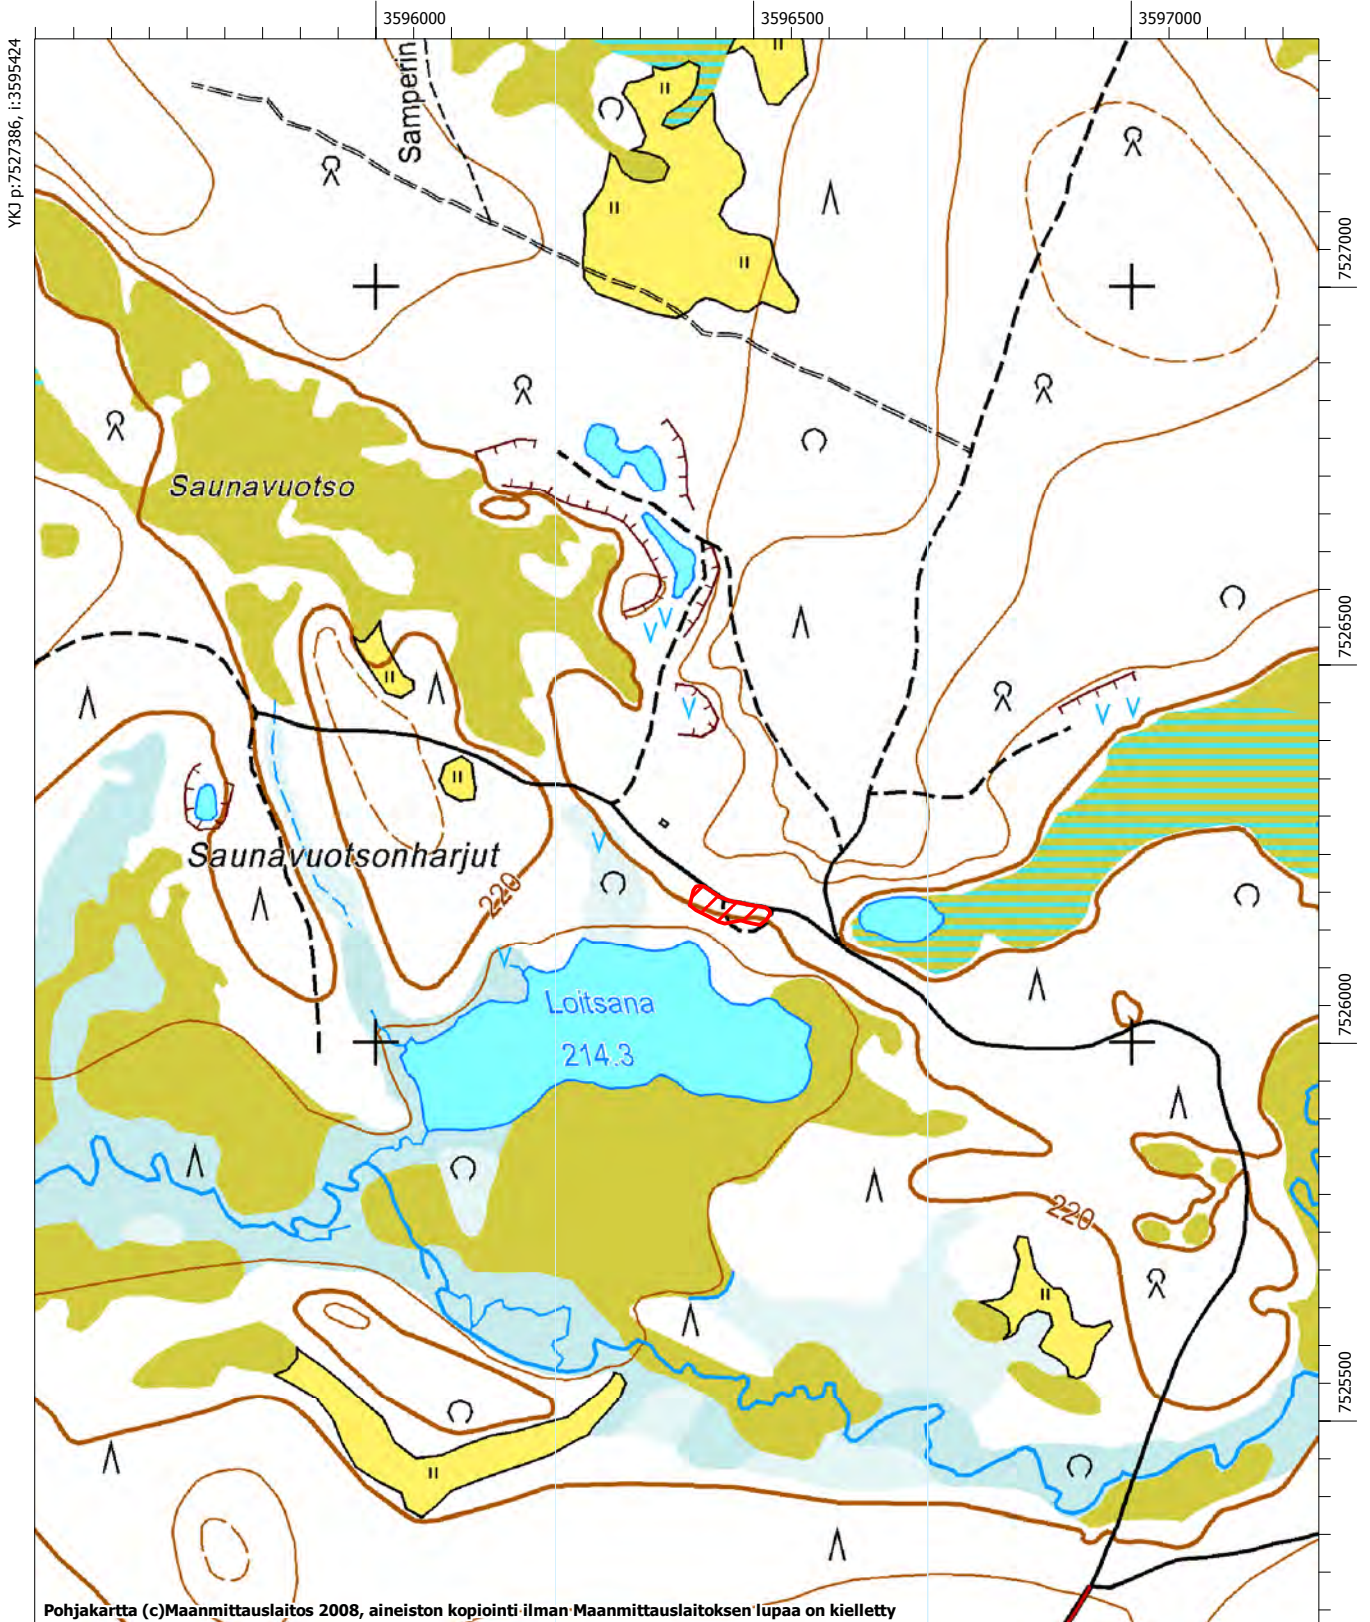 3596000
3596500
3597000
YKJ p:7527386, i:3595424
Samperin
7527000
Saunavuotso
7526500
Saunavuotsonharjut
220
Loitsana
214.3
7526000
220
7525500
Pohjakartta (c)Maanmittauslaitos 2008, aineiston kopiointi ilman Maanmittauslaitoksen lupaa on kielletty